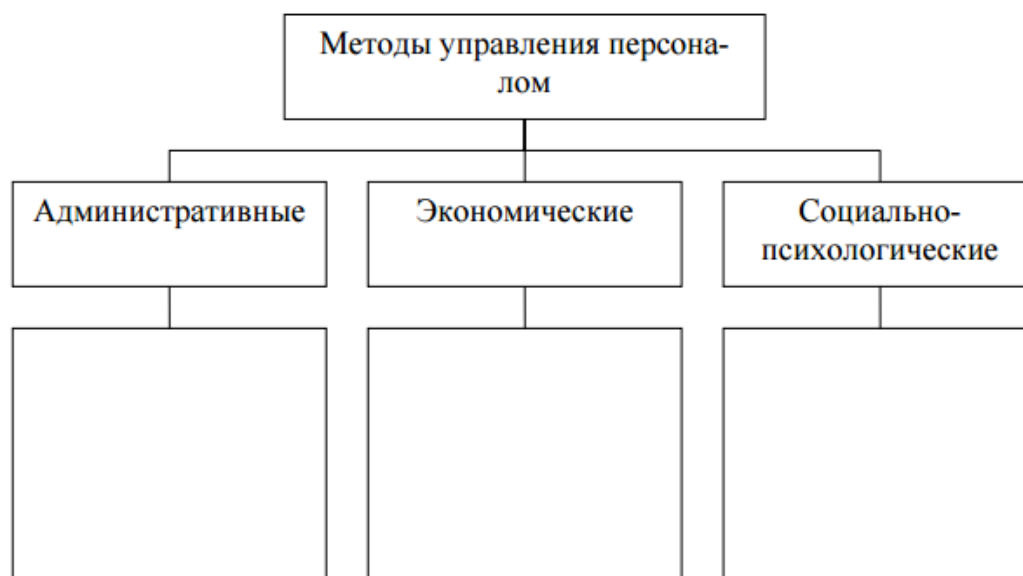 Методы управления персона-
лом
Административные
Экономические
Социально-
психологические